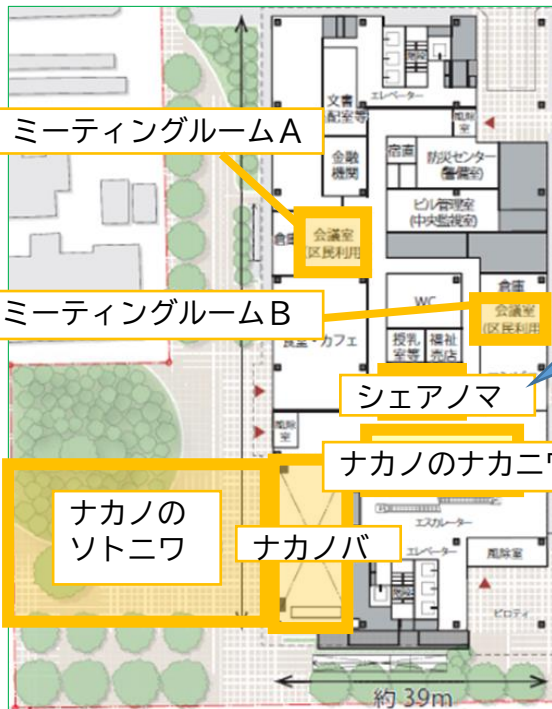 エレベーター
文書
配室等
風除
室
ミーティングルームA
金融
機関
宿直
防災センター
(警備室)
ビル管理室
(中央監視室)
倉庫
会議室
(区民利用
倉庫
WC
会議室
(区民利用
ミーティングルームB
食堂・カフェ
授乳
室等
福祉
売店
シェアノマ
風除
室
ナカノのナカニワ
ナカノの
ソトニワ
ナカノバ
エスカレーター
エレベーター
風除室
ピロティ
約39m